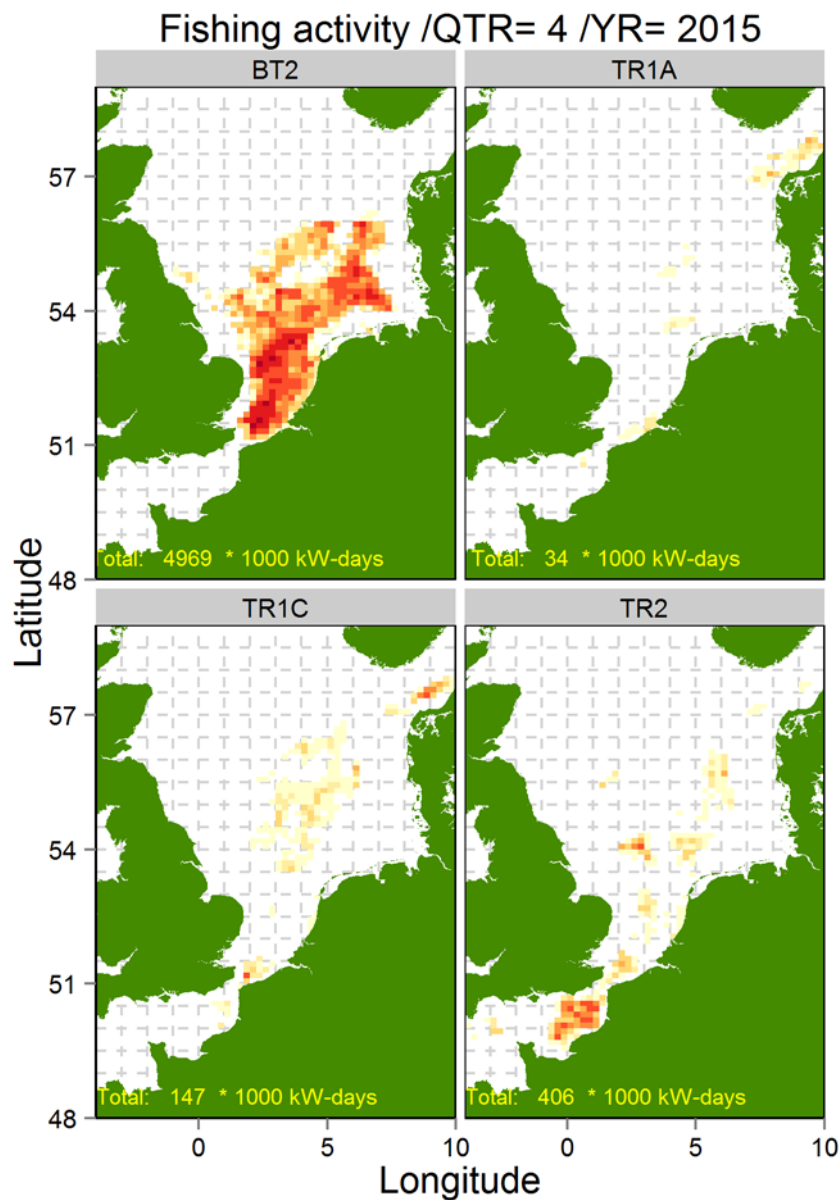 Fishing activity /QTR= 4 /YR= 2015
BT2
TR1A
57
54
51
48
Total: 4969 * 1000 kW-days
Total: 34 * 1000 kW-days
TR1C
TR2
57
54
51
48
Total: 147 * 1000 kW-days
Total: 406 * 1000 kW-days
0 5 10
0 5 10
Latitude
Longitude